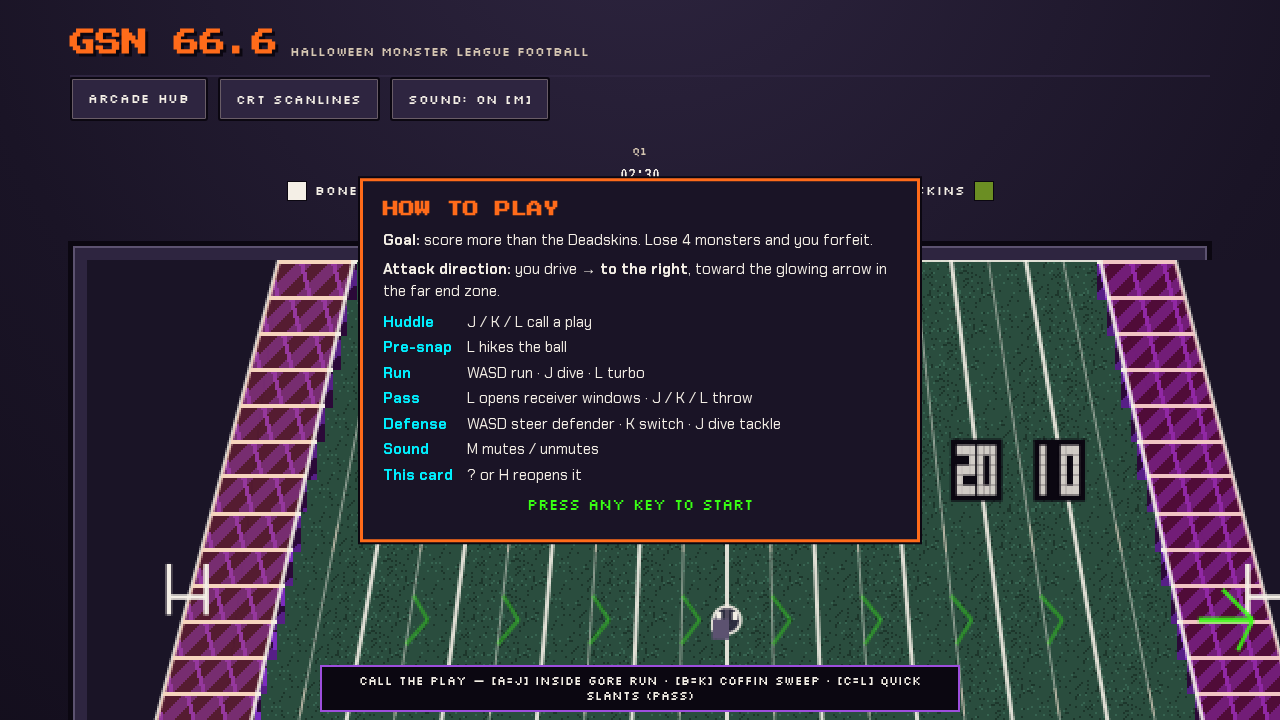 GSN 66.6 HALLOWEEN MONSTER LEAGUE FOOTBALL
ARCADE HUB CRT SCANLINES SOUND: ON [M]
Q1
02:30
BONE KINS
HOW TO PLAY
Goal: score more than the Deadskins. Lose 4 monsters and you forfeit.
Attack direction: you drive → to the right, toward the glowing arrow in
the far end zone.
Huddle J / K / L call a play
Pre-snap L hikes the ball
Run WASD run · J dive · L turbo
Pass L opens receiver windows · J / K / L throw
Defense WASD steer defender · K switch · J dive tackle
Sound M mutes / unmutes
This card ? or H reopens it
PRESS ANY KEY TO START
20 10
CALL THE PLAY — [A=J] INSIDE GORE RUN · [B=K] COFFIN SWEEP · [C=L] QUICK
SLANTS (PASS)